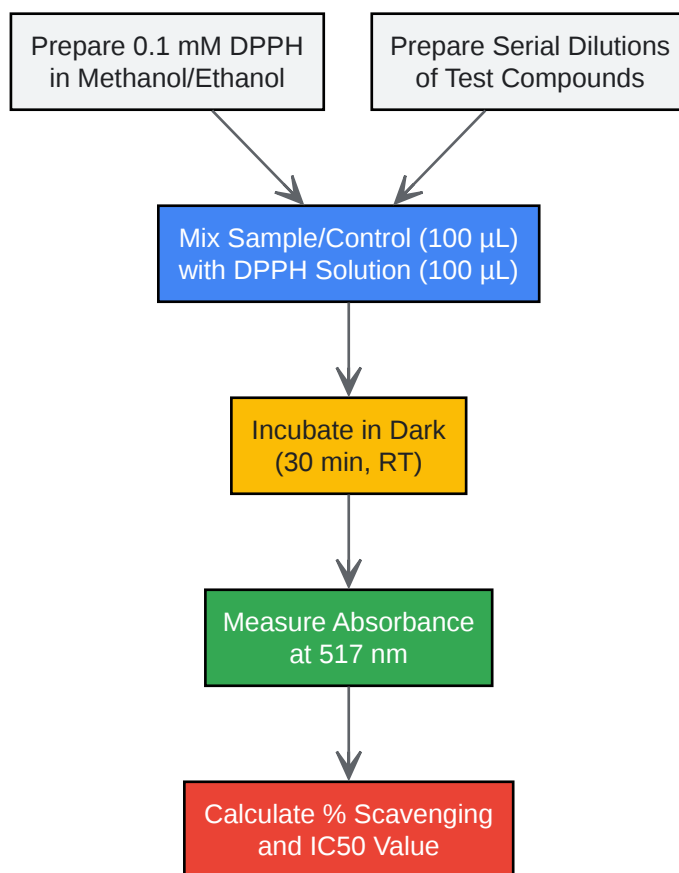 Prepare 0.1 mM DPPH
in Methanol/Ethanol
Prepare Serial Dilutions
of Test Compounds
Mix Sample/Control (100 µL)
with DPPH Solution (100 µL)
Incubate in Dark
(30 min, RT)
Measure Absorbance
at 517 nm
Calculate % Scavenging
and IC50 Value